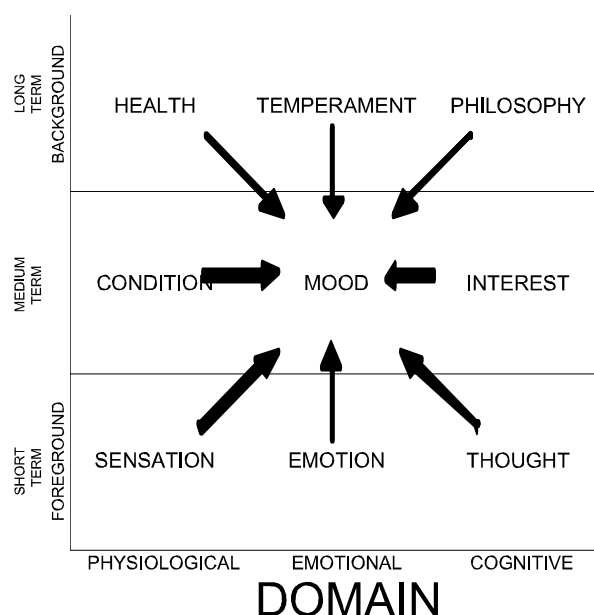 LONG
TERM
BACKGROUND
HEALTH TEMPERAMENT PHILOSOPHY
MEDIUM
TERM
CONDITION MOOD INTEREST
SHORT
TERM
FOREGROUND
SENSATION EMOTION THOUGHT
PHYSIOLOGICAL EMOTIONAL COGNITIVE
DOMAIN